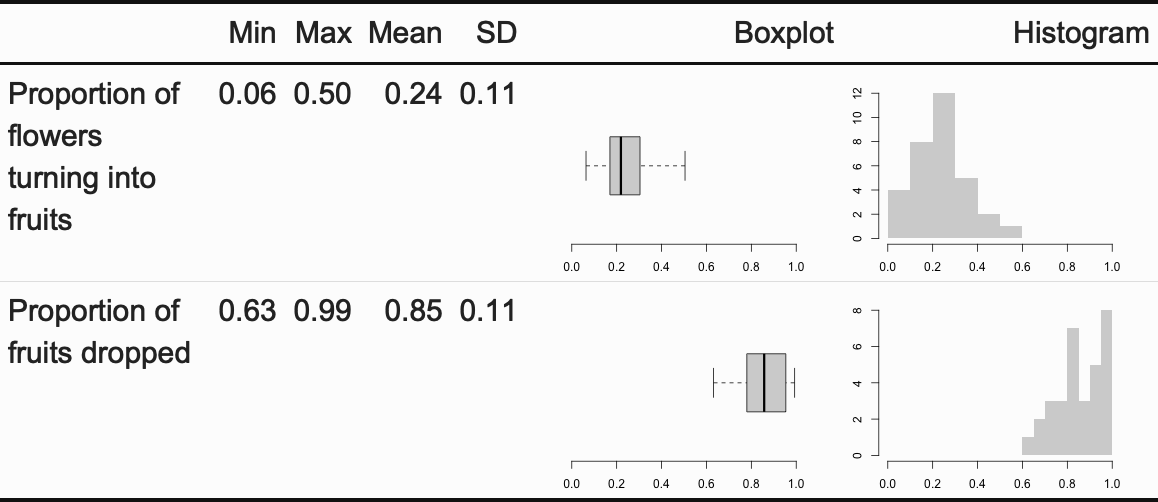 Min Max Mean SD Boxplot Histogram
Proportion of 0.06 0.50 0.24 0.11
flowers
turning into
fruits
12
10
8
6
4
2
0
0.0 0.2 0.4 0.6 0.8 1.0
0.0 0.2 0.4 0.6 0.8 1.0
Proportion of 0.63 0.99 0.85 0.11
fruits dropped
8
6
4
2
0
0.0 0.2 0.4 0.6 0.8 1.0
0.0 0.2 0.4 0.6 0.8 1.0